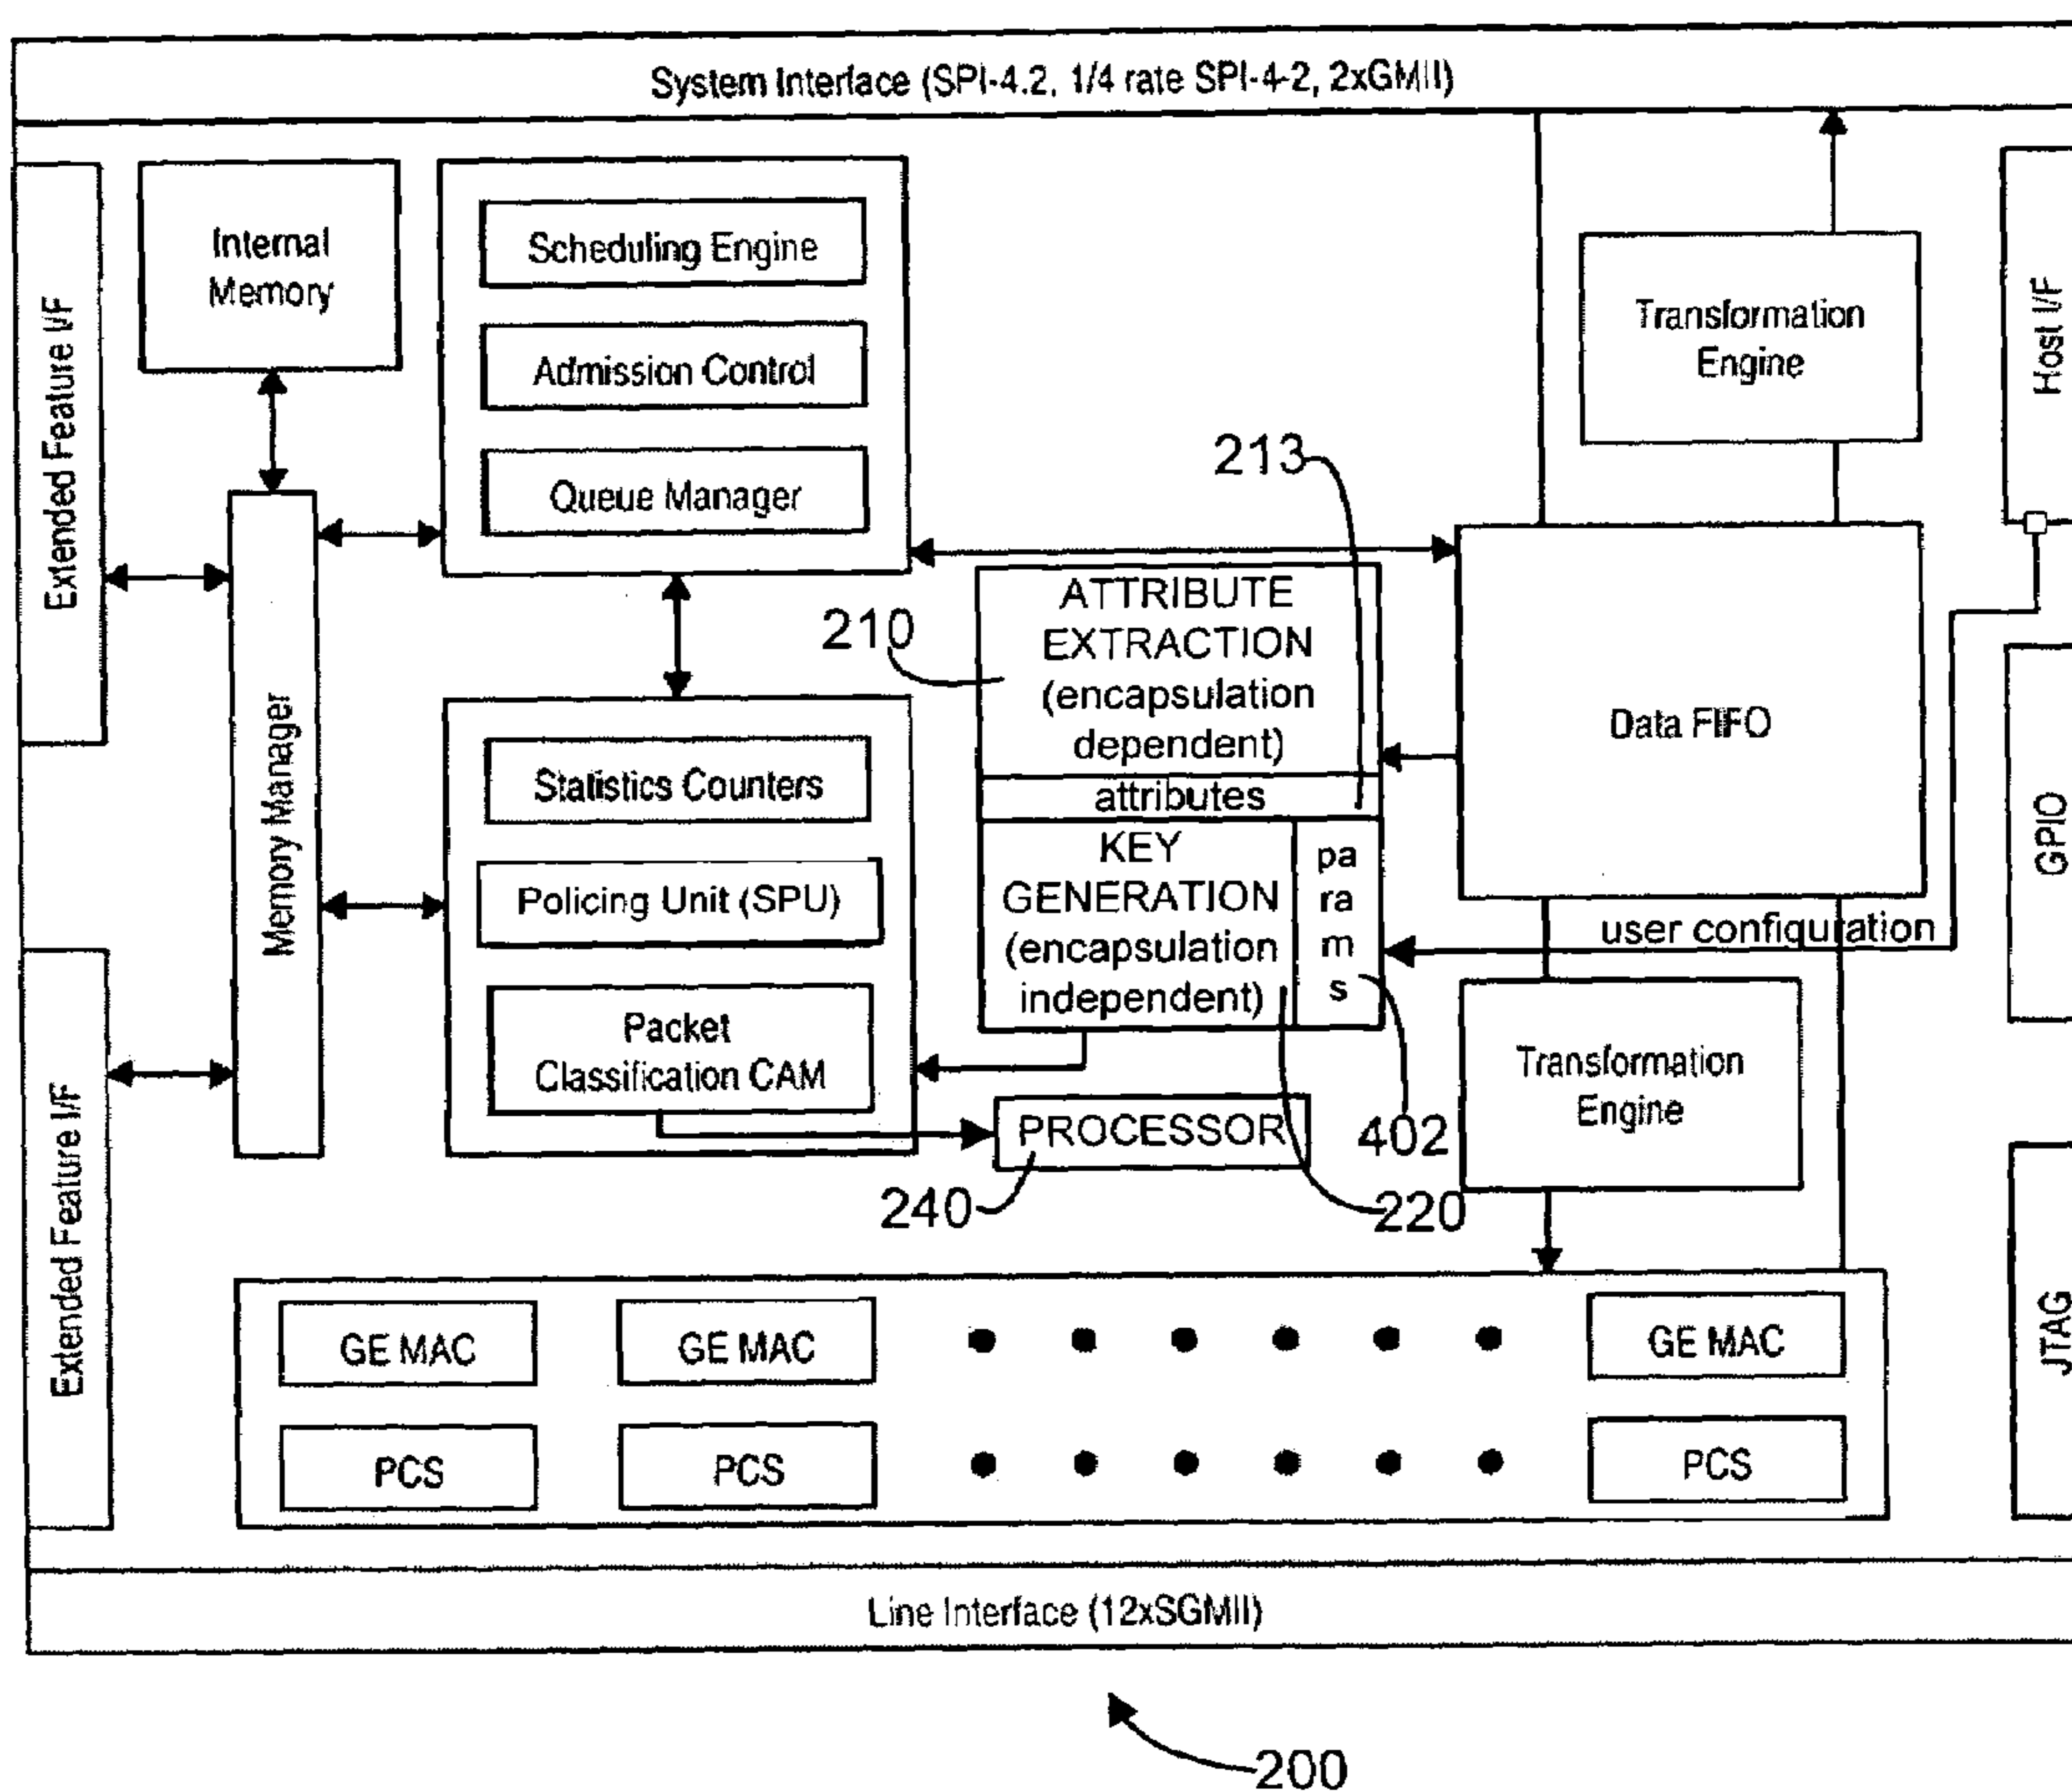 System Interface (SPI-4.2, 1/4 rate SPI-4-2, 2xGMII)
Extended Feature I/F
Internal
Memory
Scheduling Engine
Admission Control
Queue Manager
Transformation
Engine
Host I/F
213
210
ATTRIBUTE
EXTRACTION
(encapsulation
dependent)
attributes
Data FIFO
Memory Manager
Statistics Counters
Policing Unit (SPU)
Packet
Classification CAM
KEY
GENERATION
(encapsulation
independent)
pa
ra
m
s
user configuration
GPIO
Extended Feature I/F
Transformation
Engine
PROCESSOR
402
240
220
JTAG
GE MAC
GE MAC
GE MAC
PCS
PCS
PCS
Line Interface (12xSGMII)
200